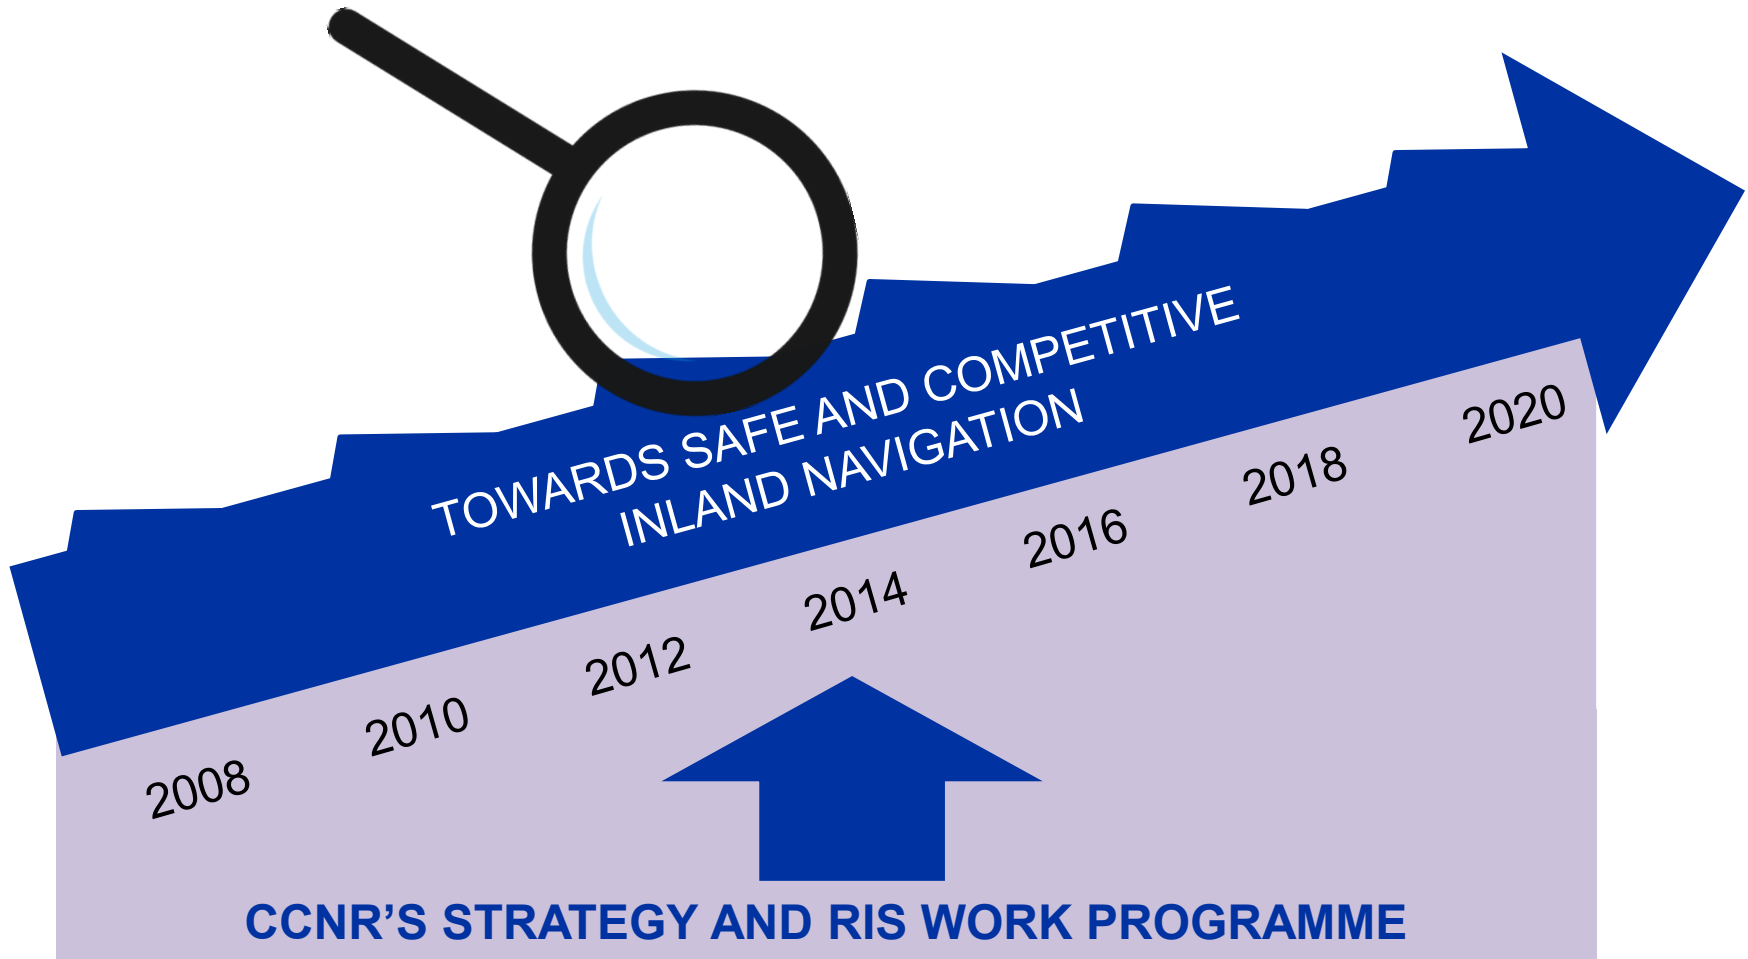 TOWARDS SAFE AND COMPETITIVE
INLAND NAVIGATION
2008
2010
2012
2014
2016
2018
2020
CCNR’S STRATEGY AND RIS WORK PROGRAMME